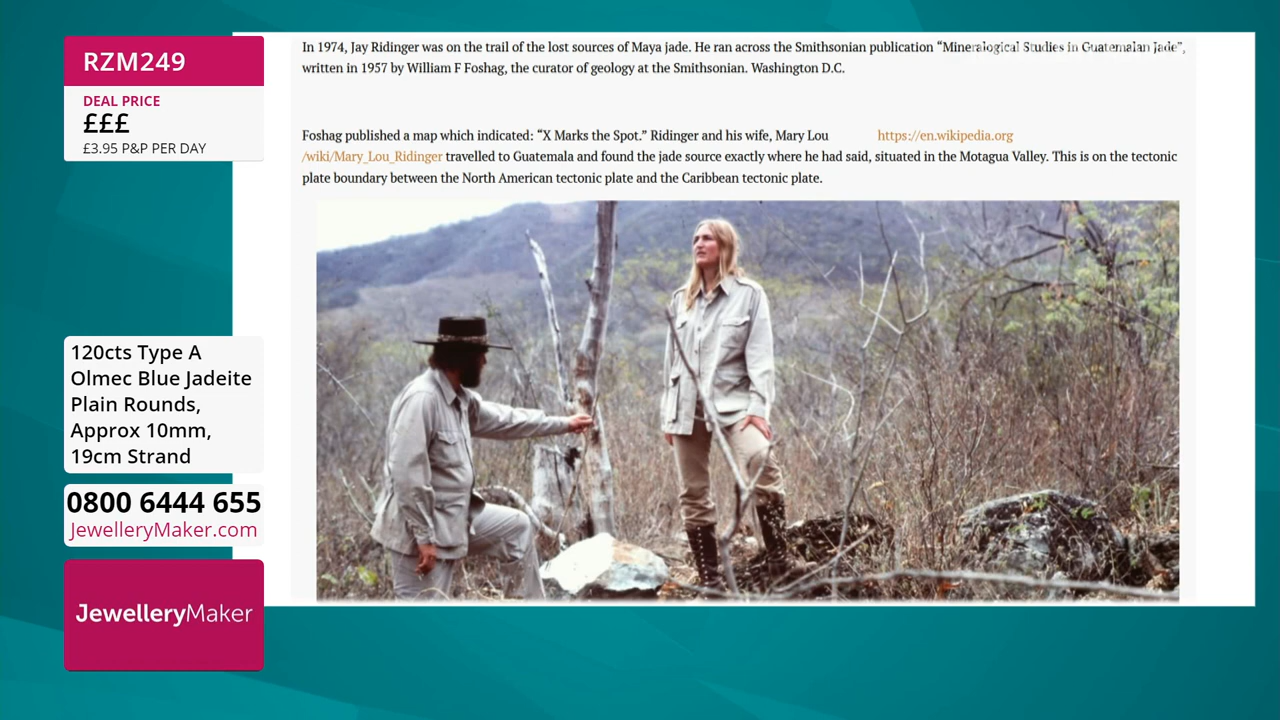 RZM249
DEAL PRICE
£££
£3.95 P&P PER DAY
120cts Type A
Olmec Blue Jadeite
Plain Rounds,
Approx 10mm,
19cm Strand
0800 6444 655
JewelleryMaker.com
JewelleryMaker
In 1974, Jay Ridinger was on the trail of the lost sources of Maya jade. He ran across the Smithsonian publication “Mineralogical Studies in Guatemalan Jade”,
written in 1957 by William F Foshag, the curator of geology at the Smithsonian. Washington D.C.
Foshag published a map which indicated: “X Marks the Spot.” Ridinger and his wife, Mary Lou https://en.wikipedia.org
/wiki/Mary_Lou_Ridinger travelled to Guatemala and found the jade source exactly where he had said, situated in the Motagua Valley. This is on the tectonic
plate boundary between the North American tectonic plate and the Caribbean tectonic plate.